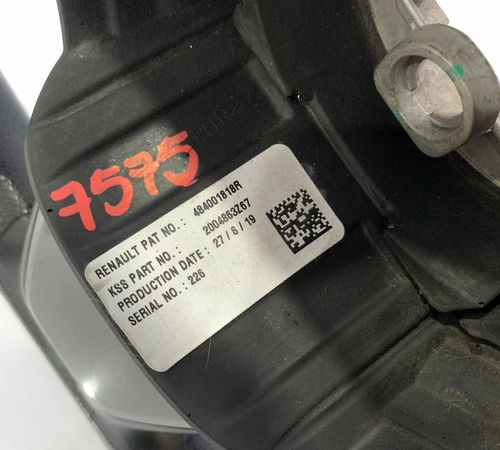 7575
RENAULT PAT NO.: 484001818R
KSS PART NO.: 2004863Z67
PRODUCTION DATE: 27/6/19
SERIAL NO.: 226